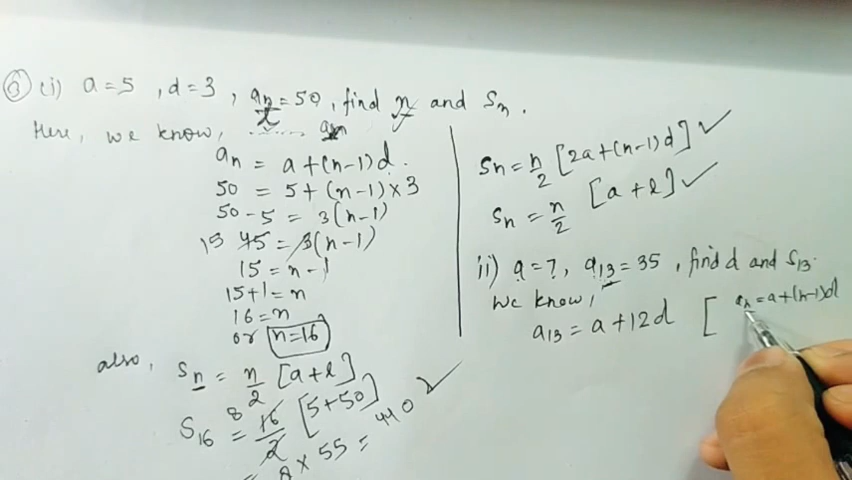 ③ (i) a=5 , d=3 , an=50 , find n and Sn.
l
Here, we know, ........ an
an = a+(n-1)d.
50 = 5+(n-1)×3
50-5 = 3(n-1)
15 45 = 3(n-1)
15 = n-1
15+1=n
16=n
or n=16
also, Sn = n/2 [a+l]
S16 = 8 16/2 [5+50]
= 8×55 = 440 ✓
Sn = n/2 [2a+(n-1)d] ✓
Sn = n/2 [a+l] ✓
ii) a=?, a13=35 , find d and S13.
We know,
a13 = a+12d [ an=a+(n-1)d